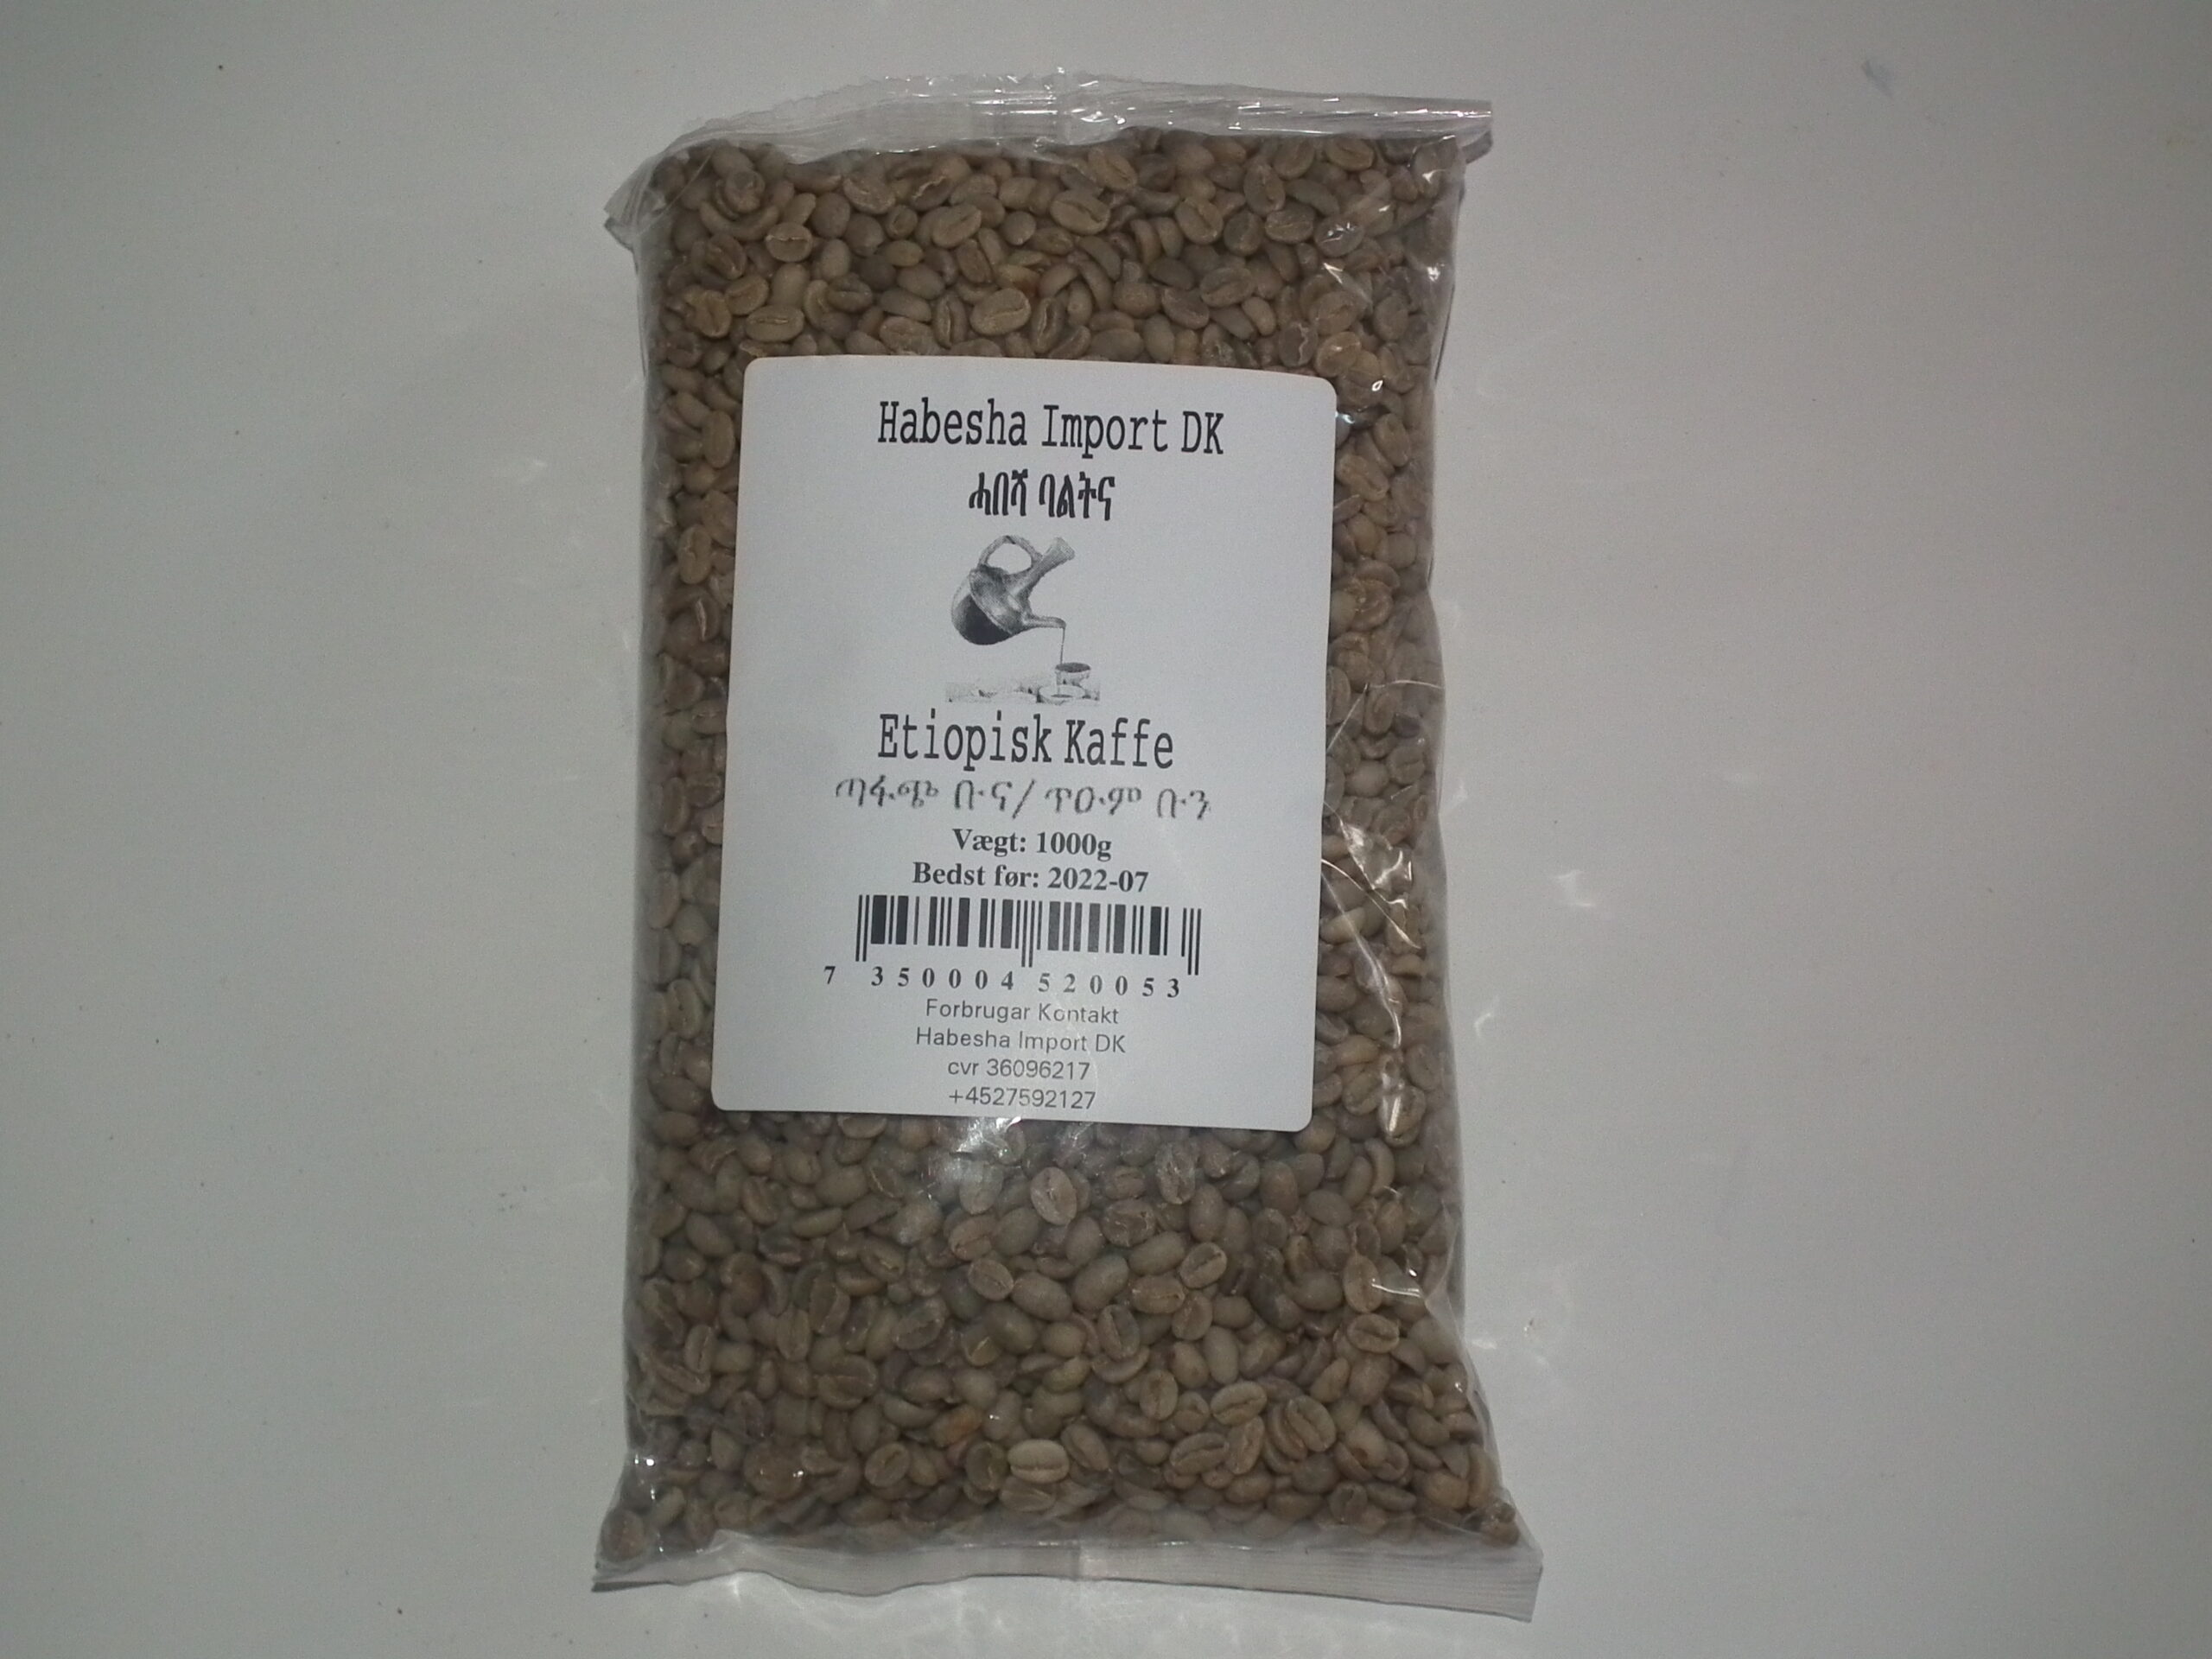 Habesha Import DK
ሓበሻ ባልትና
Etiopisk Kaffe
ጣፋጭ ቡና/ ጥዑም ቡን
Vægt: 1000g
Bedst før: 2022-07
7 350004 520053
Forbrugar Kontakt
Habesha Import DK
cvr 36096217
+4527592127